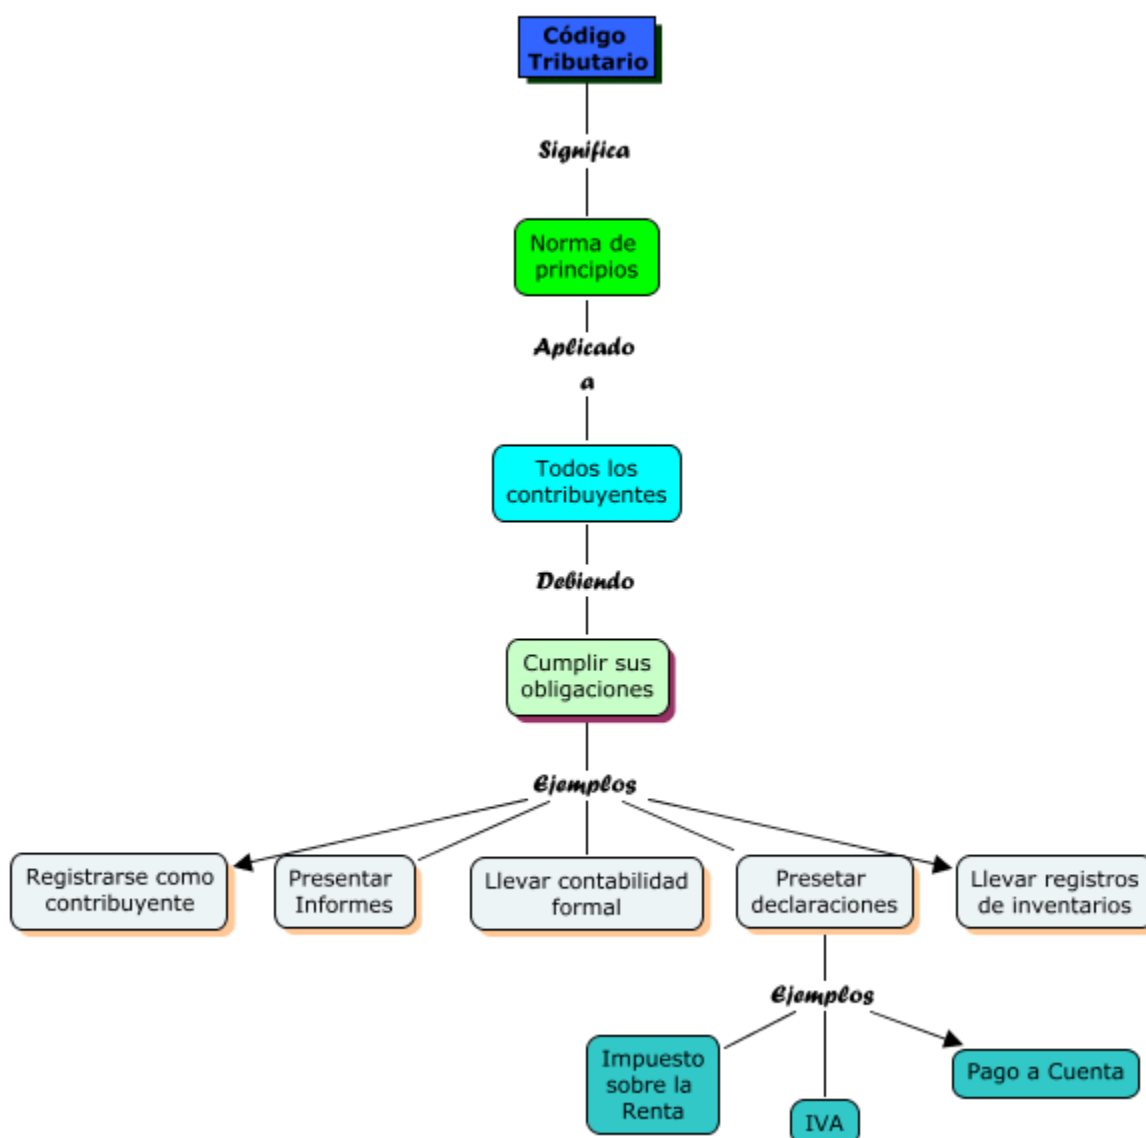 Código
Tributario
Significa
Norma de
principios
Aplicado
a
Todos los
contribuyentes
Debiendo
Cumplir sus
obligaciones
Ejemplos
Registrarse como
contribuyente
Presentar
Informes
Llevar contabilidad
formal
Presetar
declaraciones
Llevar registros
de inventarios
Ejemplos
Impuesto
sobre la
Renta
IVA
Pago a Cuenta